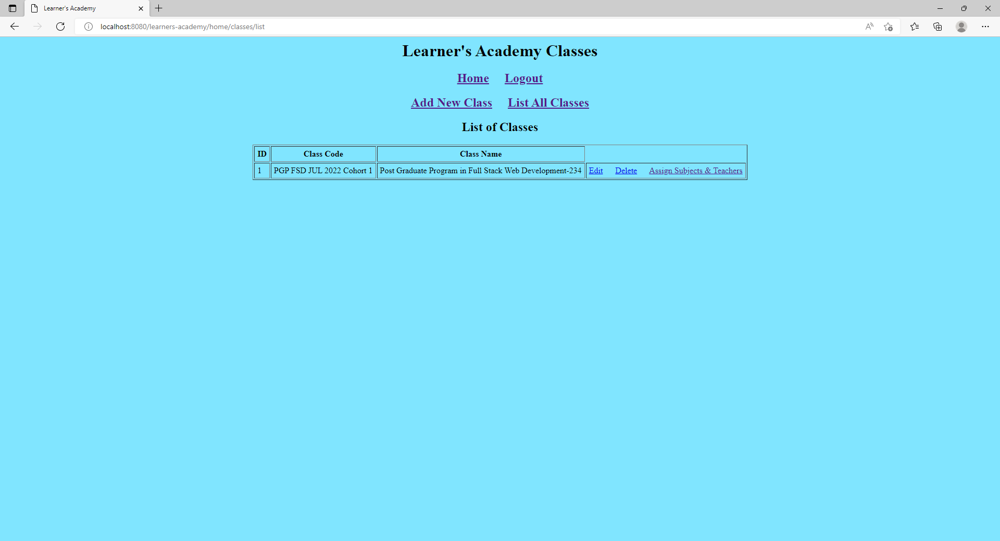 Learner's Academy
localhost:8080/learners-academy/home/classes/list
Learner's Academy Classes
Home Logout
Add New Class List All Classes
List of Classes
ID Class Code Class Name
1 PGP FSD JUL 2022 Cohort 1 Post Graduate Program in Full Stack Web Development-234 Edit Delete Assign Subjects & Teachers